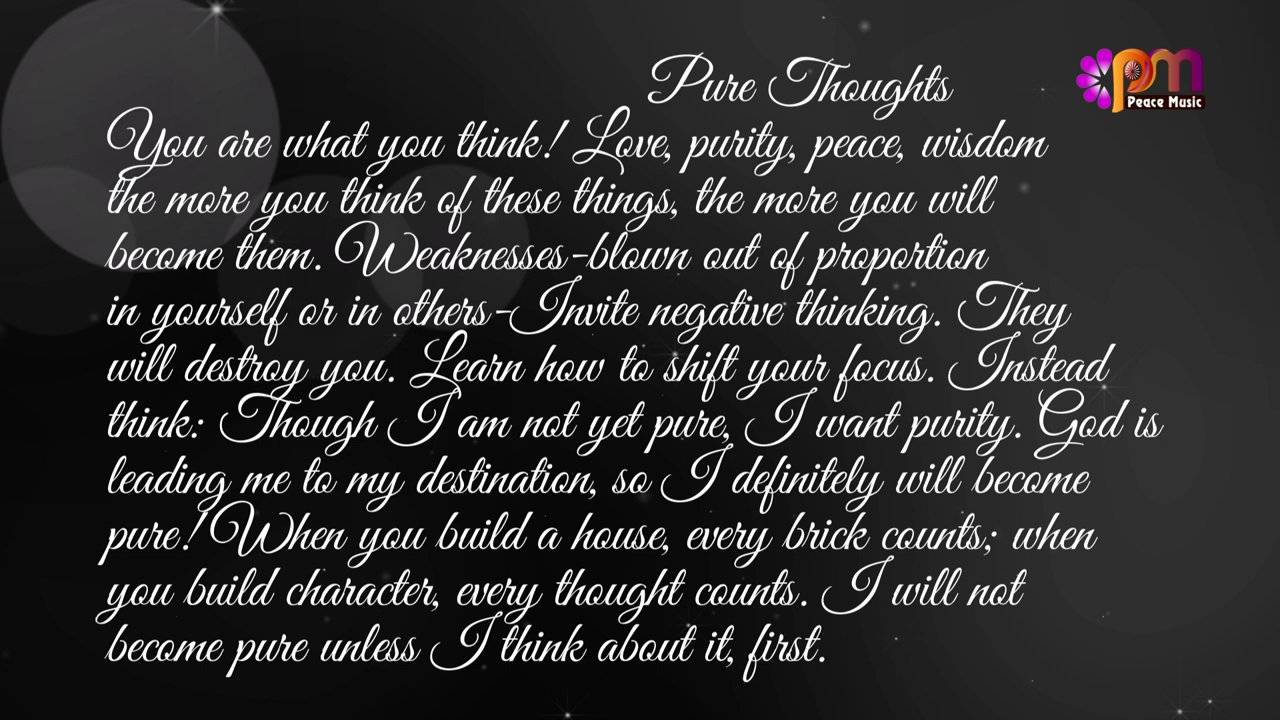 Pure Thoughts
pm
Peace Music
You are what you think! Love, purity, peace, wisdom
the more you think of these things, the more you will
become them. Weaknesses-blown out of proportion
in yourself or in others-Invite negative thinking. They
will destroy you. Learn how to shift your focus. Instead
think: Though I am not yet pure, I want purity. God is
leading me to my destination, so I definitely will become
pure! When you build a house, every brick counts; when
you build character, every thought counts. I will not
become pure unless I think about it, first.